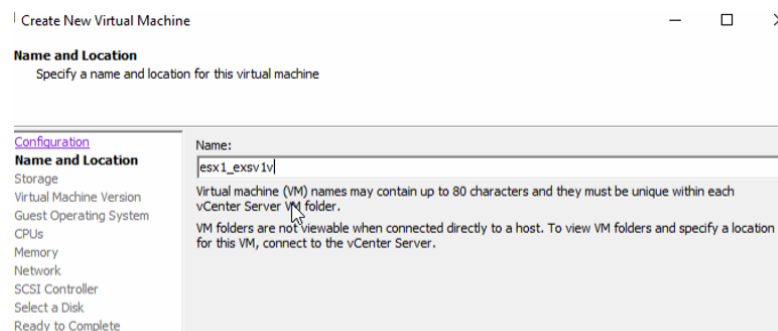 Create New Virtual Machine
Name and Location
Specify a name and location for this virtual machine
Configuration
Name and Location
Storage
Virtual Machine Version
Guest Operating System
CPUs
Memory
Network
SCSI Controller
Select a Disk
Ready to Complete
Name:
esx1_exsv1v
Virtual machine (VM) names may contain up to 80 characters and they must be unique within each
vCenter Server VM folder.
VM folders are not viewable when connected directly to a host. To view VM folders and specify a location
for this VM, connect to the vCenter Server.